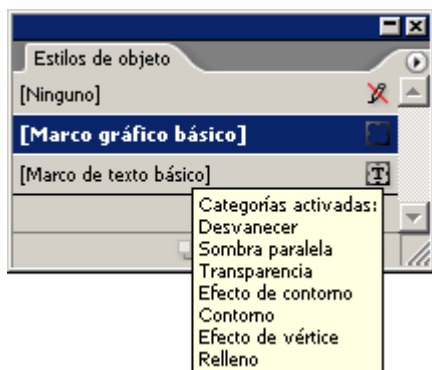 Estilos de objeto
[Ninguno]
[Marco gráfico básico]
[Marco de texto básico]
Categorías activadas:
Desvanecer
Sombra paralela
Transparencia
Efecto de contorno
Contorno
Efecto de vértice
Relleno